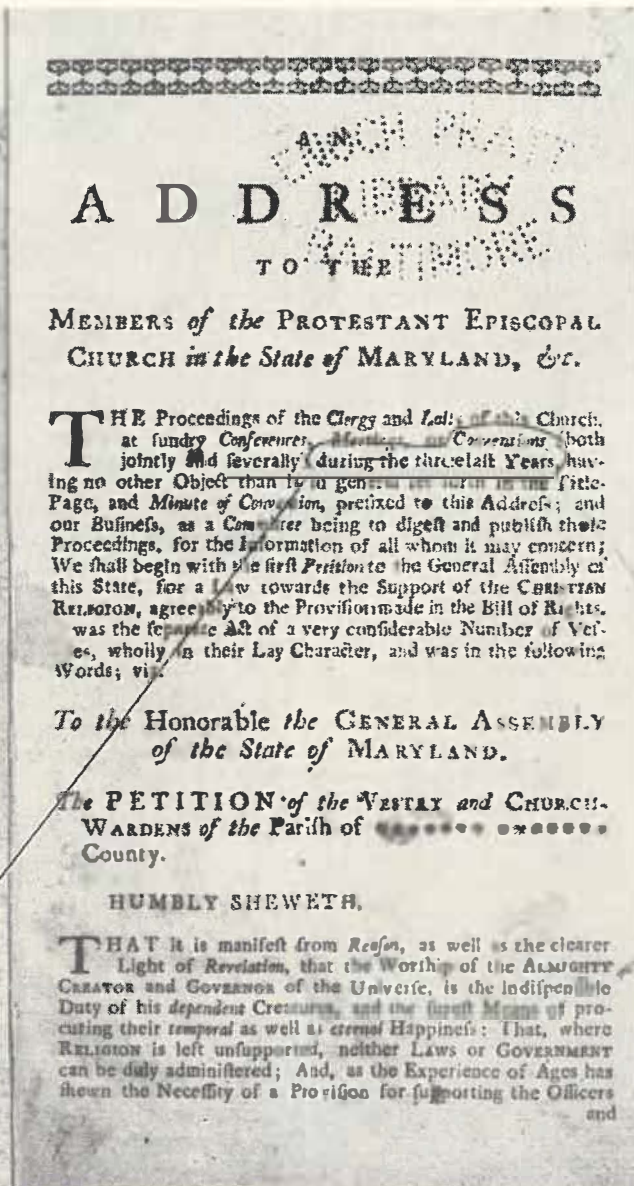 AN
ADDRESS
TO THE
MEMBERS of the PROTESTANT EPISCOPAL
CHURCH in the State of MARYLAND, &c.
THE Proceedings of the Clergy and of this Church,
at sundry Conferences, (both
jointly and severally) during the three last Years, hav-
ing no other Object than in the Title-
Page, and Minute of Convention, prefixed to this Address; and
our Busineſs, as a Committee being to digeſt and publiſh thoſe
Proceedings, for the Information of all whom it may concern;
We ſhall begin with the firſt Petition to the General Aſſembly of
this State, for a Law towards the Support of the CHRISTIAN
RELIGION, agreeably to the Proviſion made in the Bill of Rights.
was the Act of a very conſiderable Number of Veſ-
es, wholly in their Lay Character, and was in the following
Words; viz.
To the Honorable the GENERAL ASSEMBLY
of the State of MARYLAND.
The PETITION of the VESTRY and CHURCH-
WARDENS of the Pariſh of
County.
HUMBLY SHEWETH,
THAT it is manifeſt from Reaſon, as well as the clearer
Light of Revelation, that the Worſhip of the ALMIGHTY
CREATOR and GOVERNOR of the Univerſe, is the Indiſpenſible
Duty of his dependent Creatures, and the ſureſt Means of pro-
curing their temporal as well as eternal Happineſs: That, where
RELIGION is left unſupported, neither LAWS or GOVERNMENT
can be duly adminiſtered; And, as the Experience of Ages has
ſhewn the Neceſſity of a Proviſion for ſupporting the Officers
and
ENOCH PRATT
LIBRARY
BALTIMORE